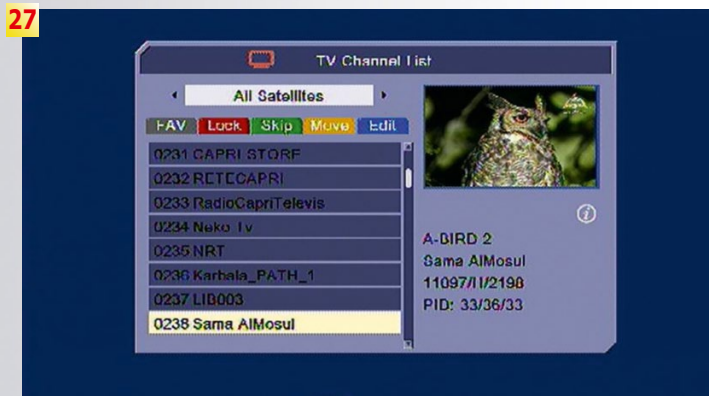 27
TV Channel List
All Satellites
FAV Lock Skip Move Edit
0231 CAPRI STORE
0232 RETECAPRI
0233 RadioCapriTelevis
0234 Neko Tv
0235 NRT
0236 Karbala_PATH_1
0237 LIB003
0238 Sama AlMosul
A-BIRD 2
Sama AlMosul
11097/H/2198
PID: 33/36/33